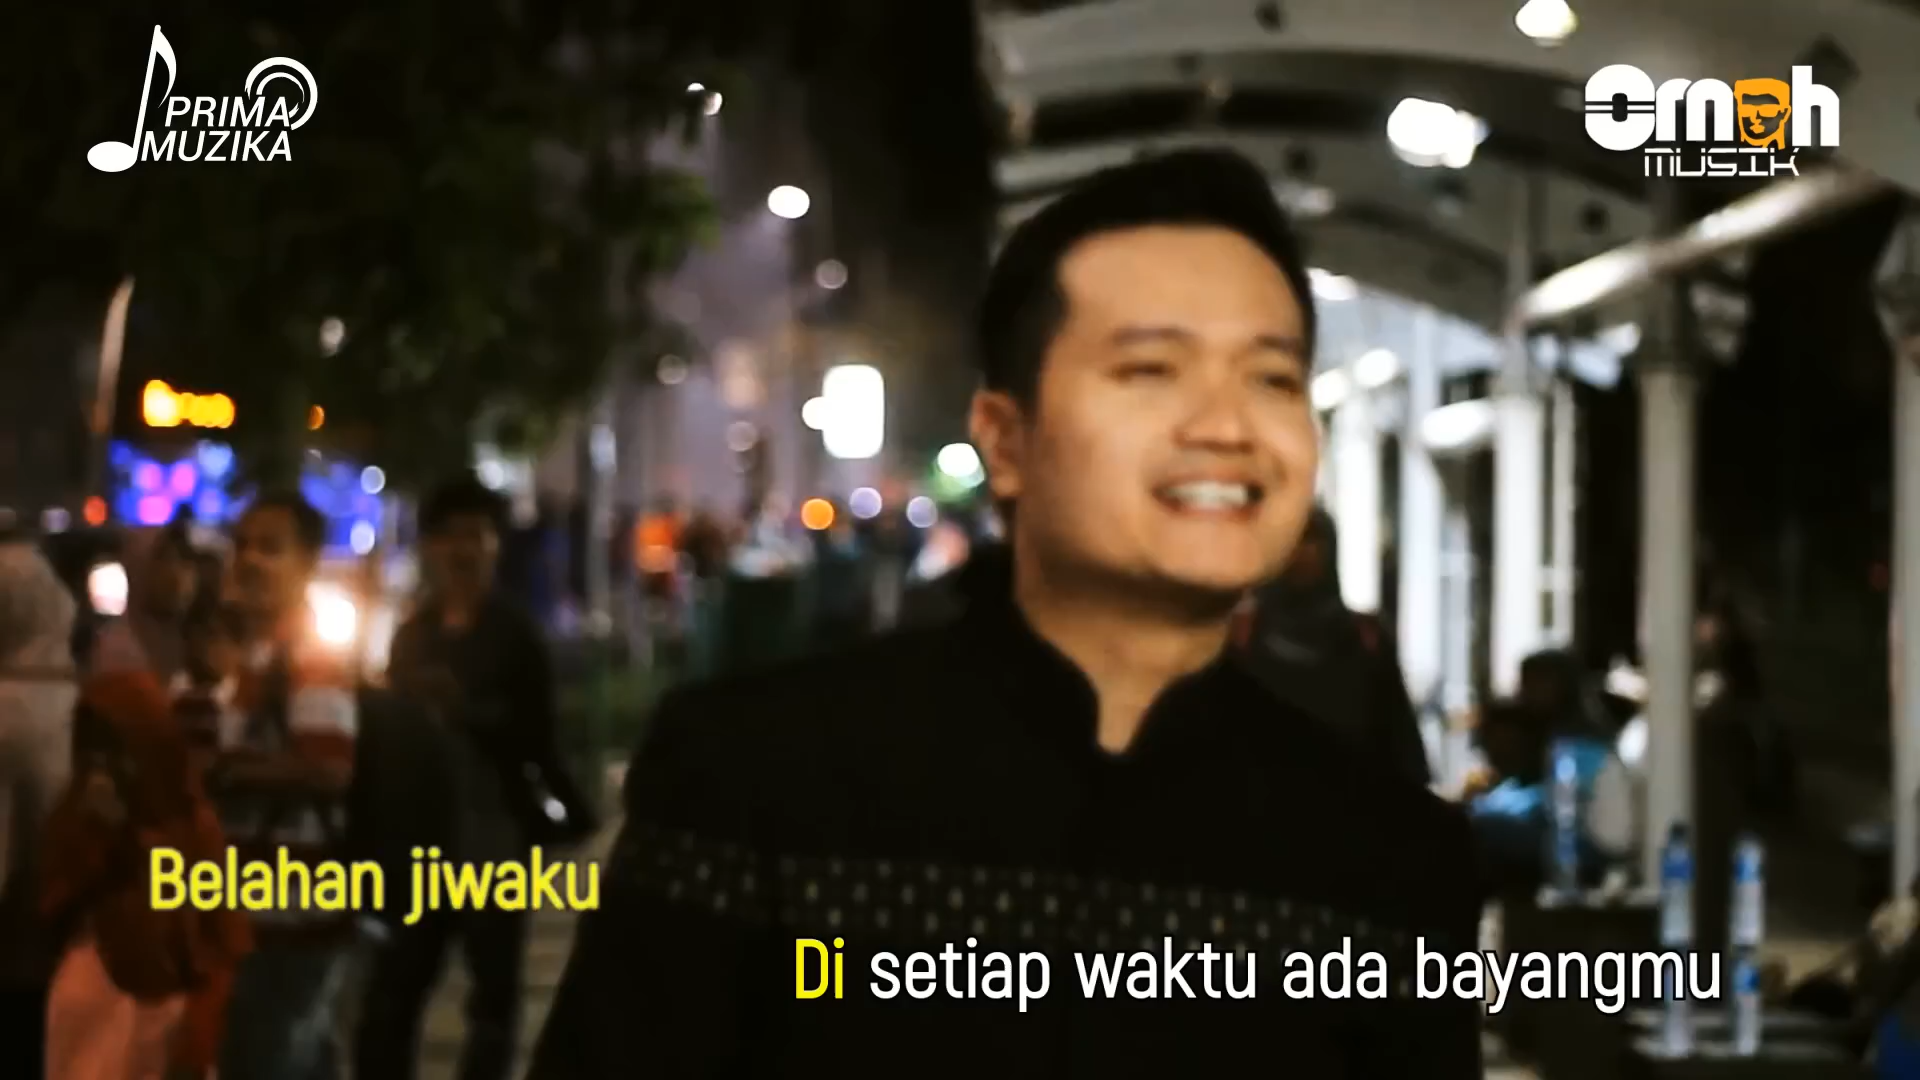 PRIMA
MUZIKA
Omah
MUSIK
Belahan jiwaku
Di setiap waktu ada bayangmu